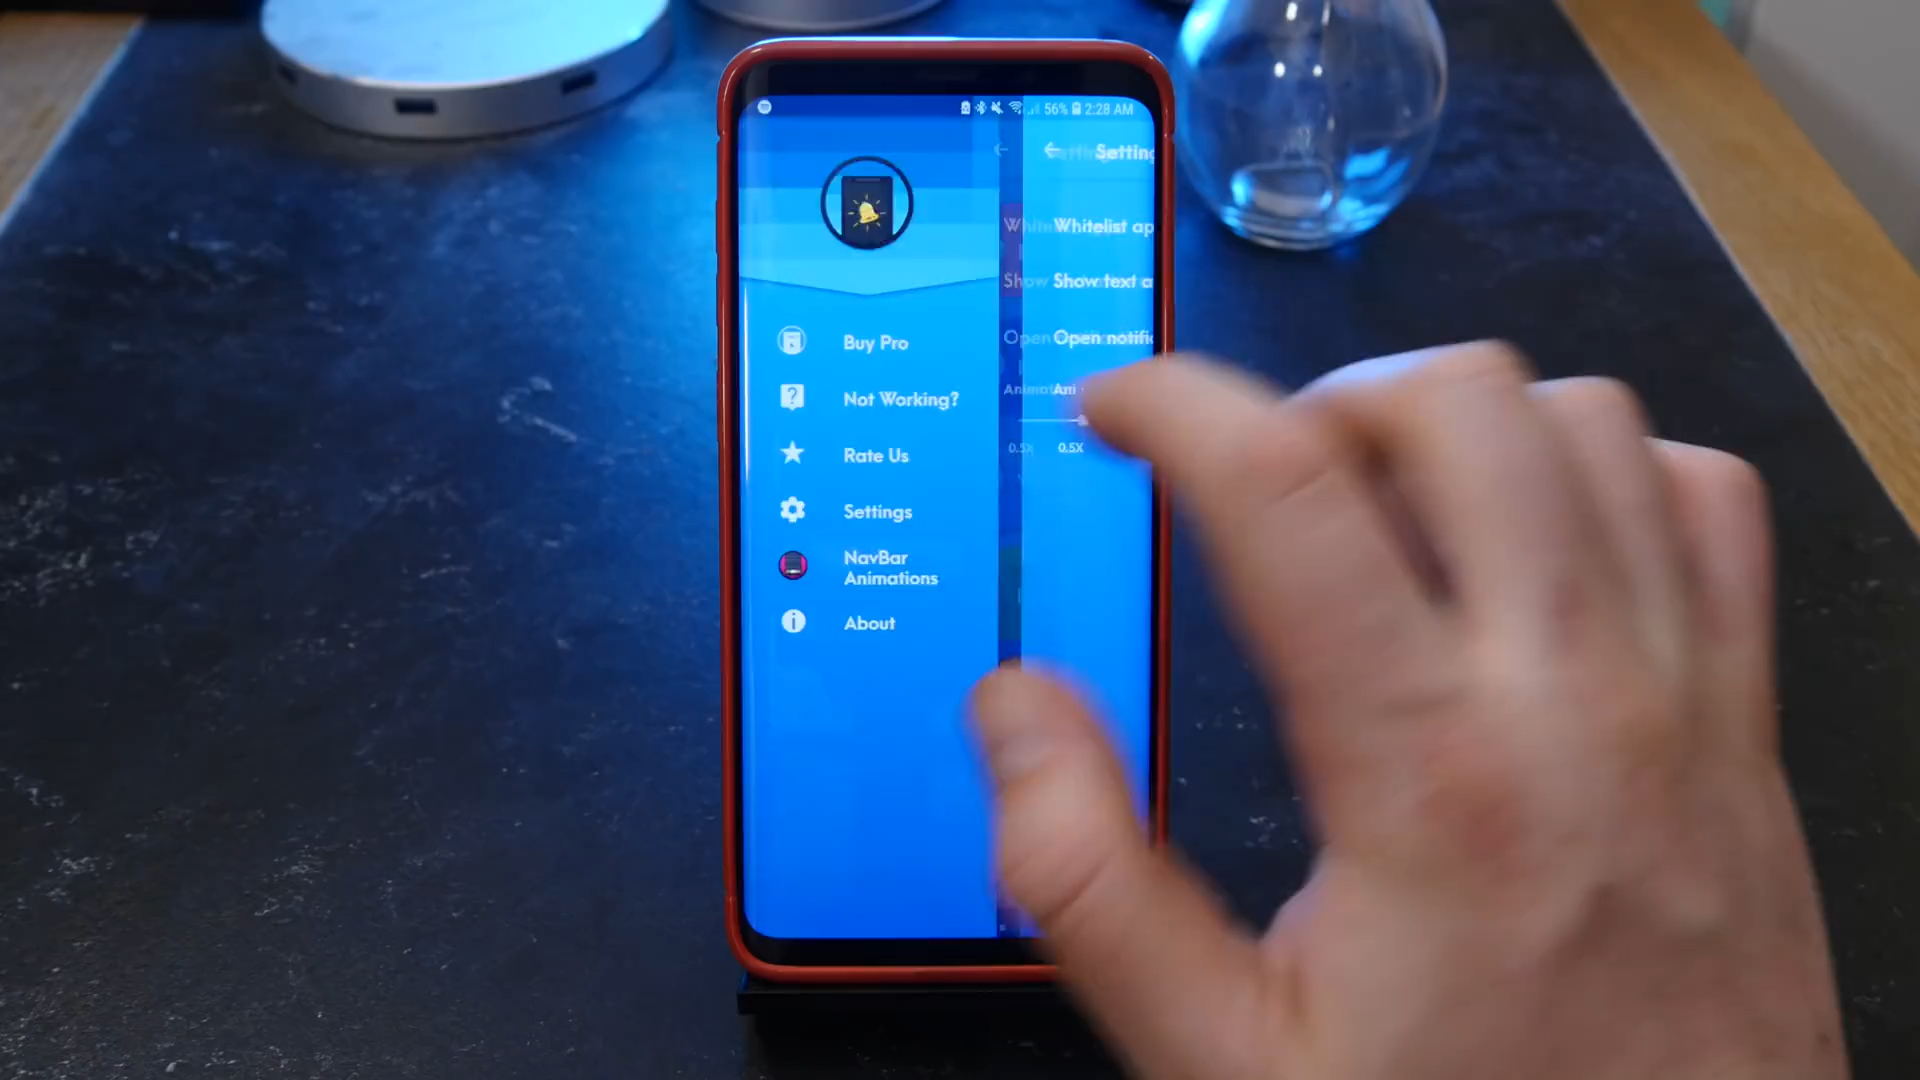 56% 2:28 AM
Setting
Whitelist ap
Show text a
Open notific
Ani
0.5X
Buy Pro
Not Working?
Rate Us
Settings
NavBar
Animations
About